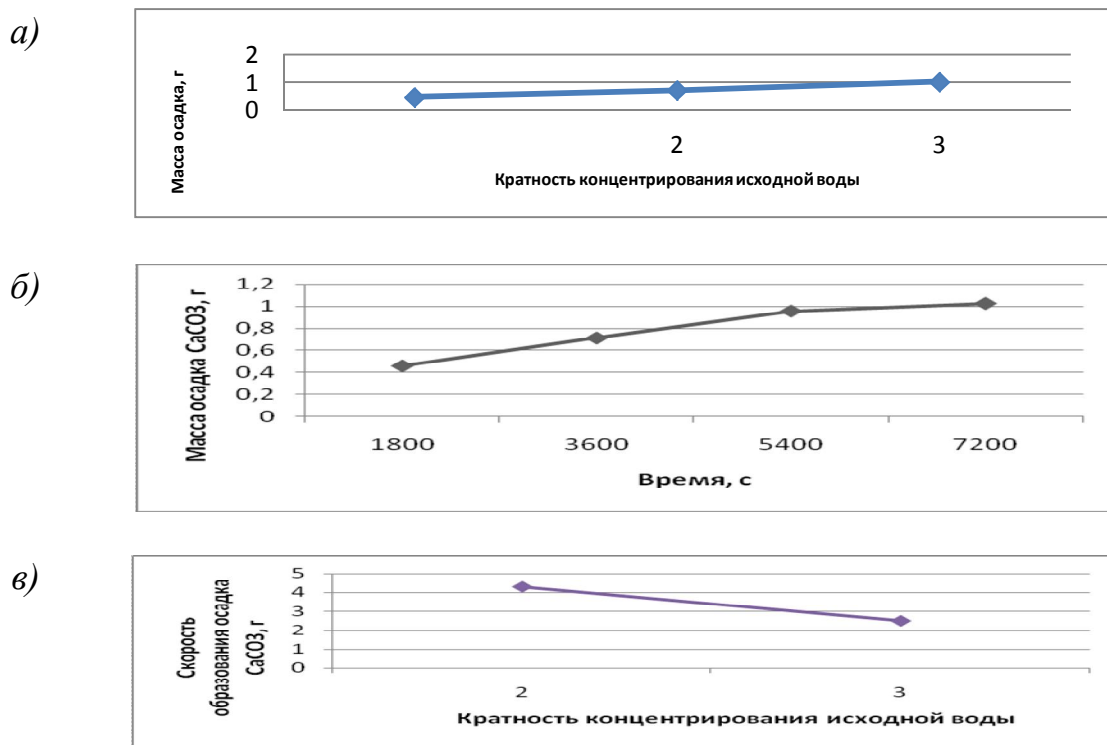 а)
Масса осадка, г
2
1
0
2 3
Кратность концентрирования исходной воды
б)
Масса осадка CaCO3, г
1,2
1
0,8
0,6
0,4
0,2
0
1800 3600 5400 7200
Время, с
в)
Скорость
образования осадка
CaCO3, г
5
4
3
2
1
0
2 3
Кратность концентрирования исходной воды